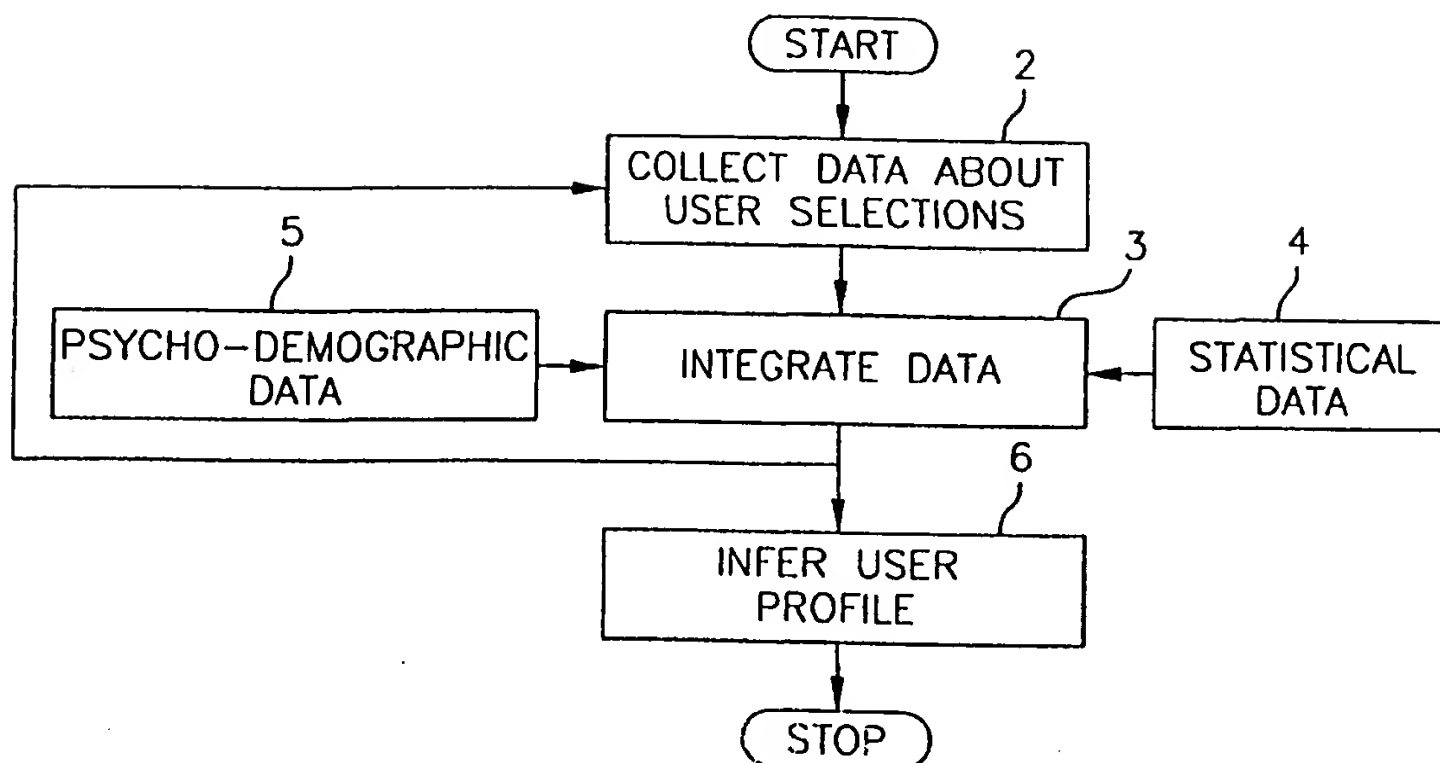 START
2
COLLECT DATA ABOUT
USER SELECTIONS
5
3
4
PSYCHO-DEMOGRAPHIC
DATA
INTEGRATE DATA
STATISTICAL
DATA
6
INFER USER
PROFILE
STOP